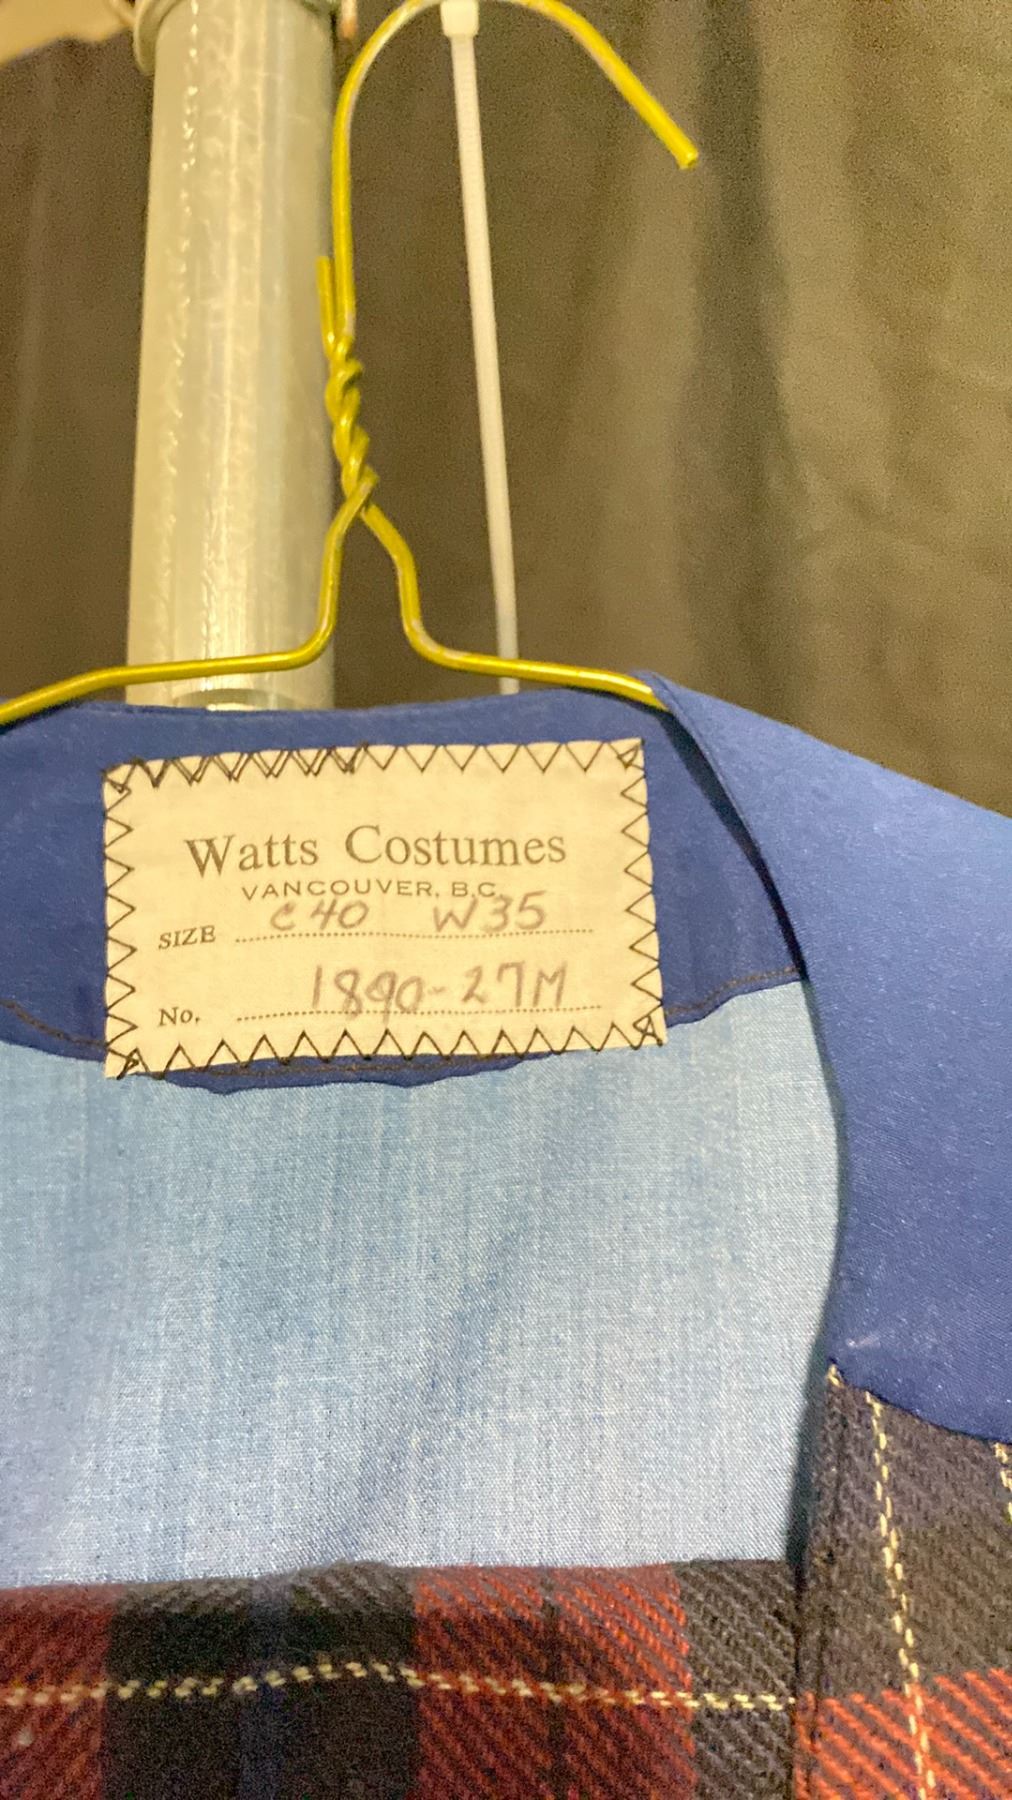 Watts Costumes
VANCOUVER, B.C.
SIZE C40 W35
No. 1890-27M